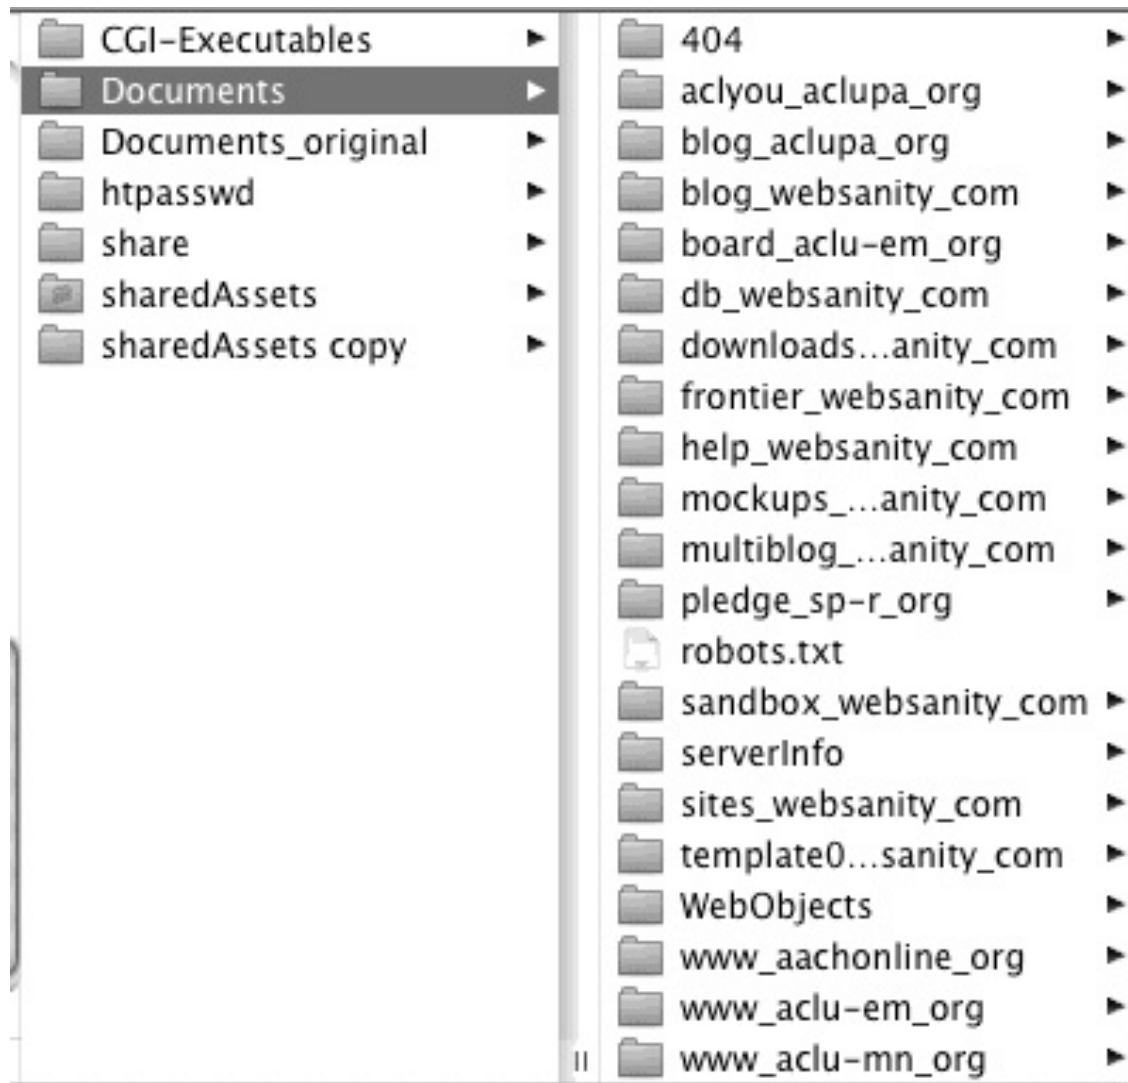 CGI-Executables
Documents
Documents_original
htpasswd
share
sharedAssets
sharedAssets copy
404
aclyou_aclupa_org
blog_aclupa_org
blog_websanity_com
board_aclu-em_org
db_websanity_com
downloads...anity_com
frontier_websanity_com
help_websanity_com
mockups_...anity_com
multiblog_...anity_com
pledge_sp-r_org
robots.txt
sandbox_websanity_com
serverInfo
sites_websanity_com
template0...sanity_com
WebObjects
www_aachonline_org
www_aclu-em_org
www_aclu-mn_org